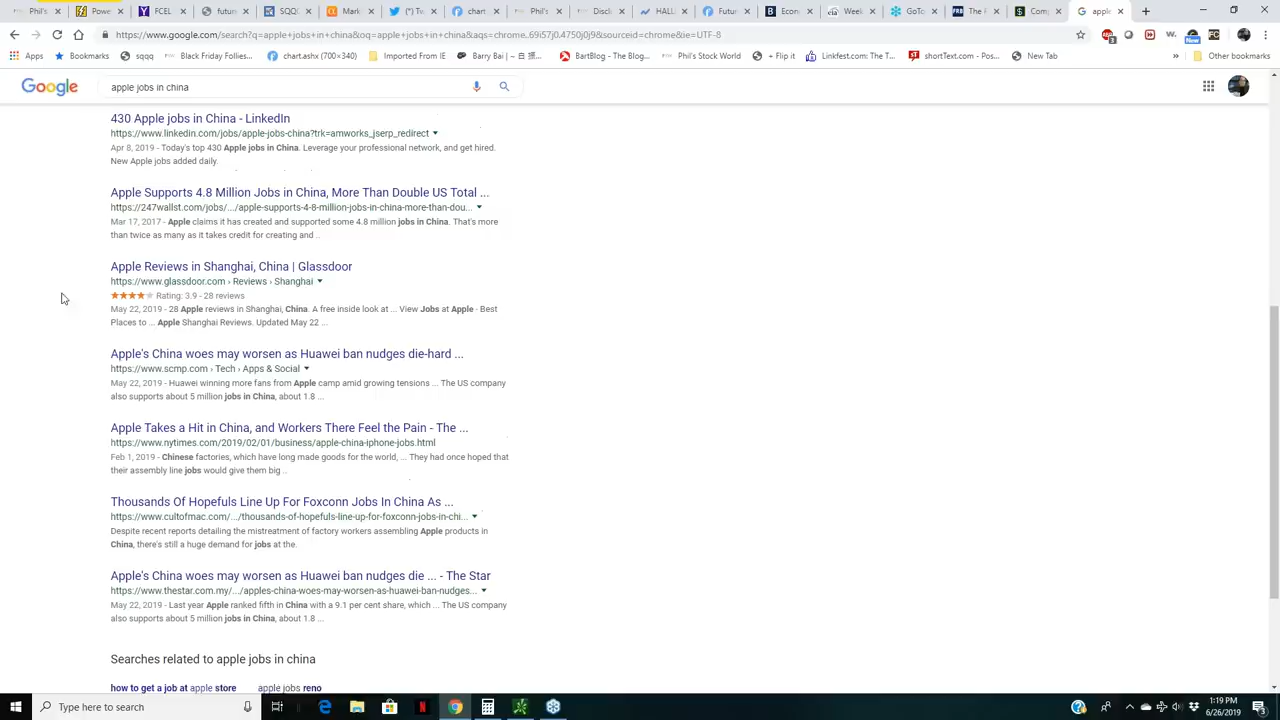 FCEL
SQQ
(*) Tw
$ HALL
Futur
E
Econ
via
Wel
GTO
FRB
Com
apple
https://www.google.com/search?q=apple+jobs+in+china&oq=apple+jobs+in+china&aqs=chrome..69i57j0.4750j0j9&sourceid=chrome&ie=UTF-8
Apps
Bookmarks
sqqq
Black Friday Follies...
chart.ashx (700×340)
Imported From IE
BartBlog - The Blog...
Phil's Stock World
+ Flip it
Linkfest.com: The T...
shortText.com - Pos...
New Tab
»
Other bookmarks
Google
apple jobs in china
430 Apple jobs in China - LinkedIn
https://www.linkedin.com/jobs/apple-jobs-china?trk=amworks_jserp_redirect
Apr 8, 2019 - Today's top 430 Apple jobs in China. Leverage your professional network, and get hired.
New Apple jobs added daily.
Apple Supports 4.8 Million Jobs in China, More Than Double US Total ...
https://247wallst.com/jobs/.../apple-supports-4-8-million-jobs-in-china-more-than-dou...
Mar 17, 2017 - Apple claims it has created and supported some 4.8 million jobs in China. That's more
than twice as many as it takes credit for creating and ..
Apple Reviews in Shanghai, China | Glassdoor
https://www.glassdoor.com › Reviews › Shanghai
Rating: 3.9 - 28 reviews
May 22, 2019 - 28 Apple reviews in Shanghai, China. A free inside look at ... View Jobs at Apple · Best
Places to ... Apple Shanghai Reviews. Updated May 22 ...
Apple's China woes may worsen as Huawei ban nudges die-hard ...
https://www.scmp.com › Tech › Apps & Social
May 22, 2019 - Huawei winning more fans from Apple camp amid growing tensions ... The US company
also supports about 5 million jobs in China, about 1.8 ...
Apple Takes a Hit in China, and Workers There Feel the Pain - The ...
https://www.nytimes.com/2019/02/01/business/apple-china-iphone-jobs.html
Feb 1, 2019 - Chinese factories, which have long made goods for the world, ... They had once hoped that
their assembly line jobs would give them big ..
Thousands Of Hopefuls Line Up For Foxconn Jobs In China As ...
https://www.cultofmac.com/.../thousands-of-hopefuls-line-up-for-foxconn-jobs-in-chi...
Despite recent reports detailing the mistreatment of factory workers assembling Apple products in
China, there's still a huge demand for jobs at the.
Apple's China woes may worsen as Huawei ban nudges die ... - The Star
https://www.thestar.com.my/.../apples-china-woes-may-worsen-as-huawei-ban-nudges...
May 22, 2019 - Last year Apple ranked fifth in China with a 9.1 per cent share, which ... The US company
also supports about 5 million jobs in China, about 1.8 ...
Searches related to apple jobs in china
how to get a job at apple store
apple jobs reno
Type here to search
1:19 PM
6/26/2019